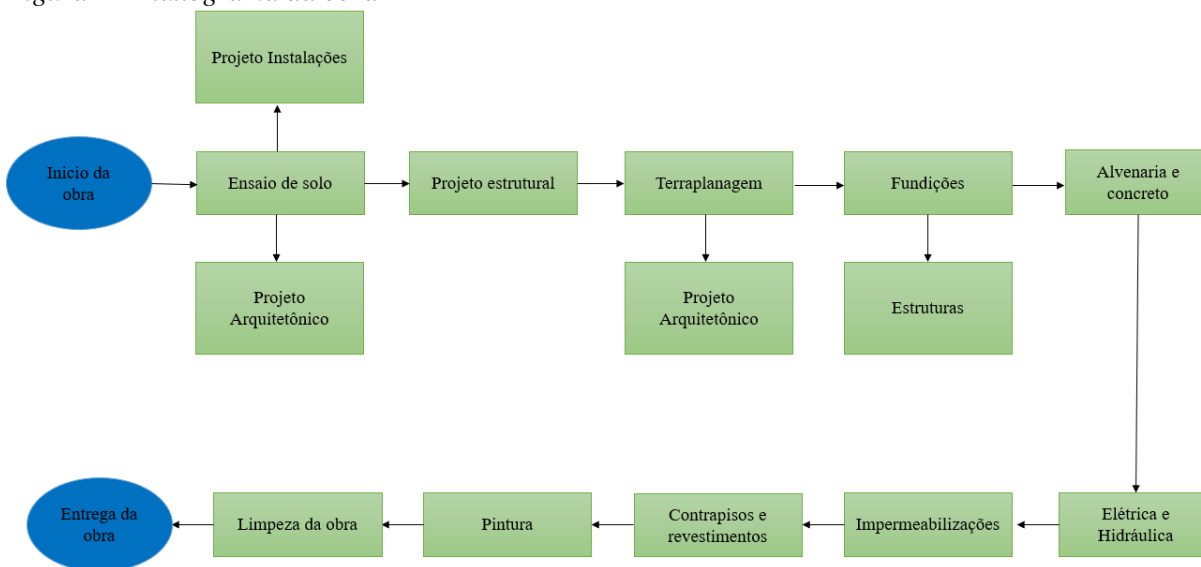 Projeto Instalações
Inicio da
obra
Ensaio de solo
Projeto estrutural
Terraplanagem
Fundições
Alvenaria e
concreto
Projeto
Arquitetônico
Projeto
Arquitetônico
Estruturas
Entrega da
obra
Limpeza da obra
Pintura
Contrapisos e
revestimentos
Impermeabilizações
Elétrica e
Hidráulica